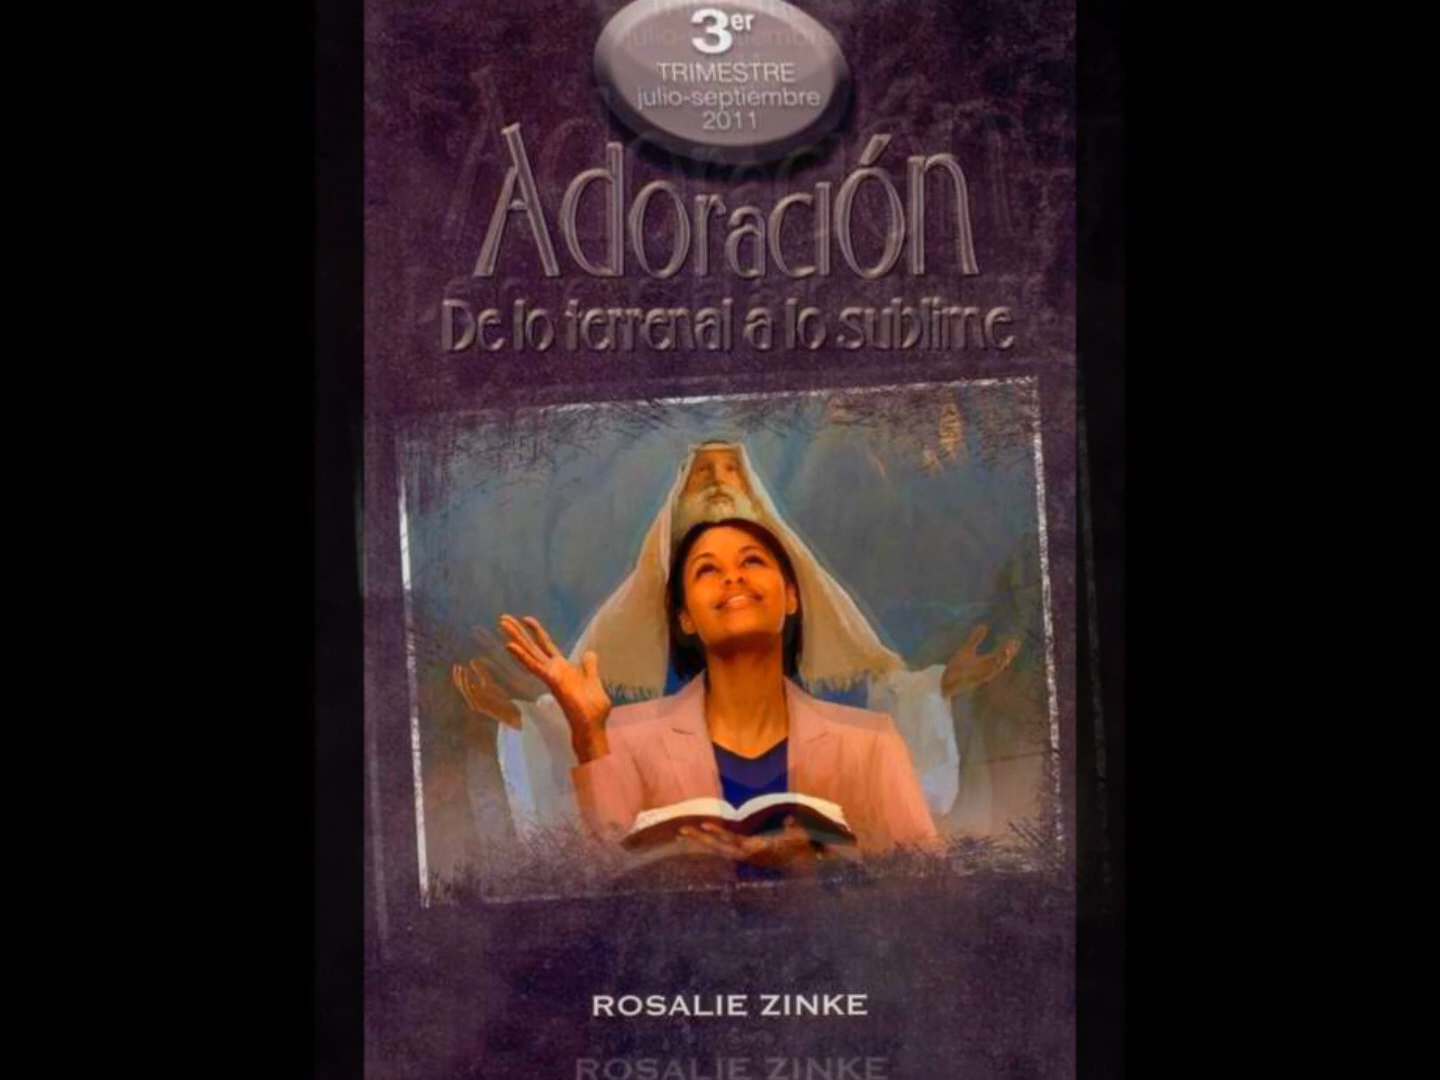 3er
TRIMESTRE
julio-septiembre
2011
Adoración
De lo terrenal a lo sublime
ROSALIE ZINKE
ROSALIE ZINKE